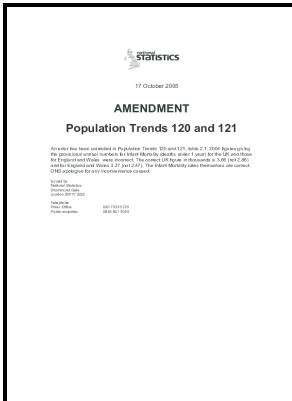 national
STATISTICS
17 October 2005
AMENDMENT
Population Trends 120 and 121
An error has been corrected in Population Trends 120 and 121, table 2.1. 2004 figures giving
the provisional annual numbers for Infant Mortality (deaths under 1 year) for the UK and those
for England and Wales were incorrect. The correct UK figure in thousands is 3.66 (not 2.86)
and for England and Wales 3.27 (not 2.47). The Infant Mortality rates themselves are correct.
ONS apologise for any inconvenience caused.
Issued by
National Statistics
Drummond Gate
London
Telephone
Press Office
Public enquiries